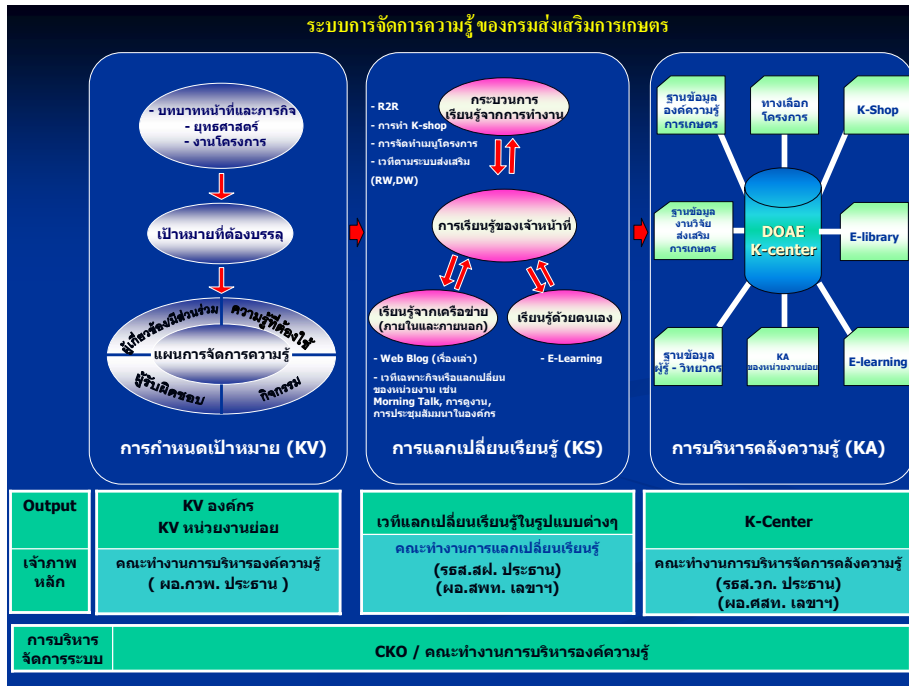 ระบบการจัดการความรู้ ของกรมส่งเสริมการเกษตร
- บทบาทหน้าที่และภารกิจ
- ยุทธศาสตร์
- งานโครงการ
เป้าหมายที่ต้องบรรลุ
ผู้เกี่ยวข้องมีส่วนร่วม
ความรู้ที่ต้องใช้
แผนการจัดการความรู้
ผู้รับผิดชอบ
กิจกรรม
การกำหนดเป้าหมาย (KV)
กระบวนการ
เรียนรู้จากการทำงาน
- R2R
- การทำ K-shop
- การจัดทำเมนูโครงการ
- เวทีตามระบบส่งเสริม
(RW,DW)
การเรียนรู้ของเจ้าหน้าที่
เรียนรู้จากเครือข่าย
(ภายในและภายนอก)
เรียนรู้ด้วยตนเอง
- Web Blog (เรื่องเล่า)
- เวทีเฉพาะกิจหรือแลกเปลี่ยน
ของหน่วยงาน เช่น
Morning Talk, การดูงาน,
การประชุมสัมมนาในองค์กร
- E-Learning
การแลกเปลี่ยนเรียนรู้ (KS)
ฐานข้อมูล
องค์ความรู้
การเกษตร
ทางเลือก
โครงการ
K-Shop
ฐานข้อมูล
งานวิจัย
ส่งเสริม
การเกษตร
DOAE
K-center
E-library
ฐานข้อมูล
ผู้รู้ - วิทยากร
KA
ของหน่วยงานย่อย
E-learning
การบริหารคลังความรู้ (KA)
Output
KV องค์กร
KV หน่วยงานย่อย
เวทีแลกเปลี่ยนเรียนรู้ในรูปแบบต่างๆ
K-Center
เจ้าภาพ
หลัก
คณะทำงานการบริหารองค์ความรู้
( ผอ.กวพ. ประธาน )
คณะทำงานการแลกเปลี่ยนเรียนรู้
(รธส.สฝ. ประธาน)
(ผอ.สพท. เลขาฯ)
คณะทำงานการบริหารจัดการคลังความรู้
(รธส.วก. ประธาน)
(ผอ.ศสท. เลขาฯ)
การบริหาร
จัดการระบบ
CKO / คณะทำงานการบริหารองค์ความรู้